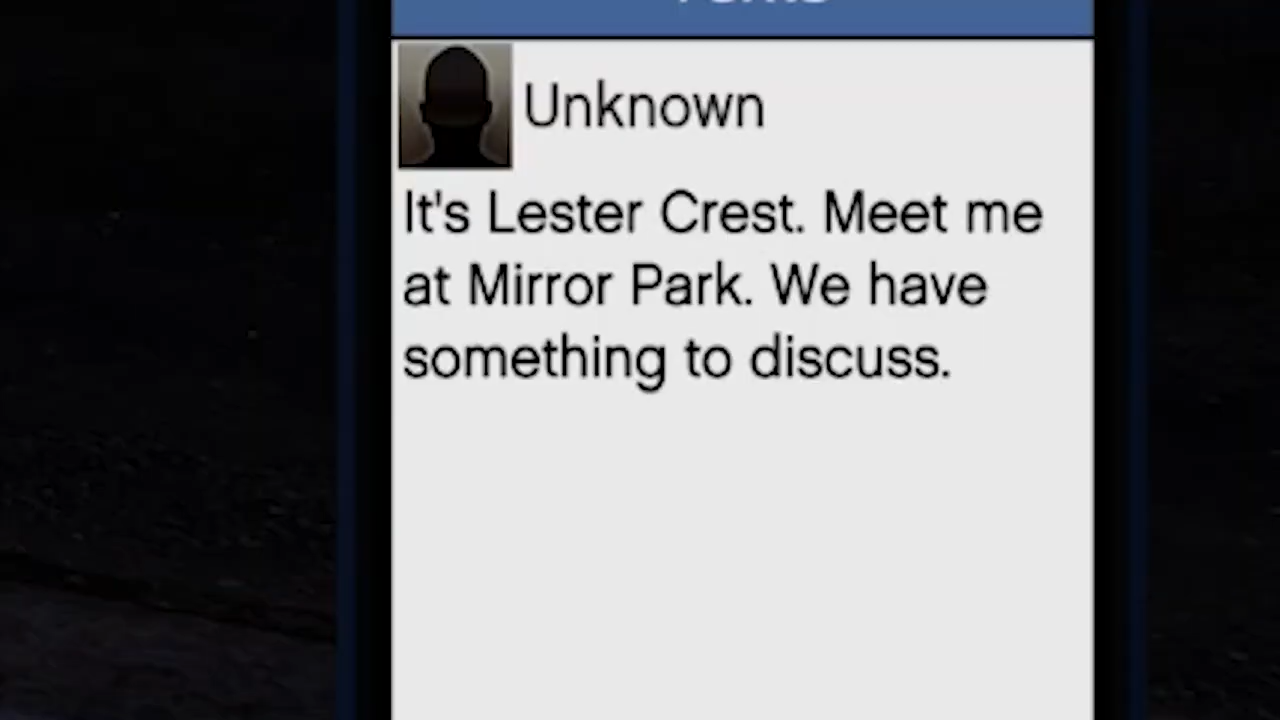 Unknown
It's Lester Crest. Meet me
at Mirror Park. We have
something to discuss.